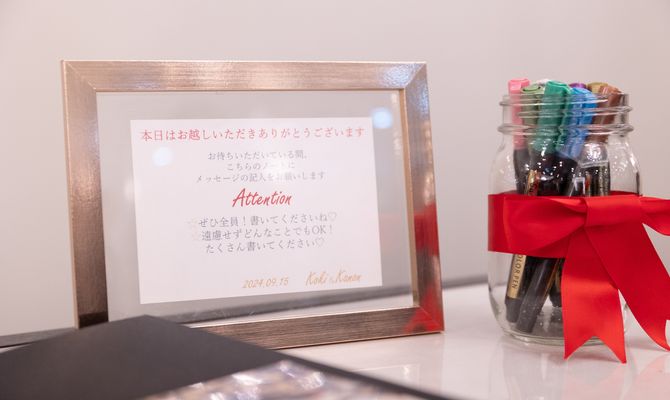 本日はお越しいただきありがとうございます
お待ちいただいている間、
こちらのノートに
メッセージの記入をお願いします
Attention
☆ぜひ全員！書いてくださいね♡
☆遠慮せずどんなことでもOK！
たくさん書いてください♡
2024.09.15 Koki & Kanon
COLOR PEN